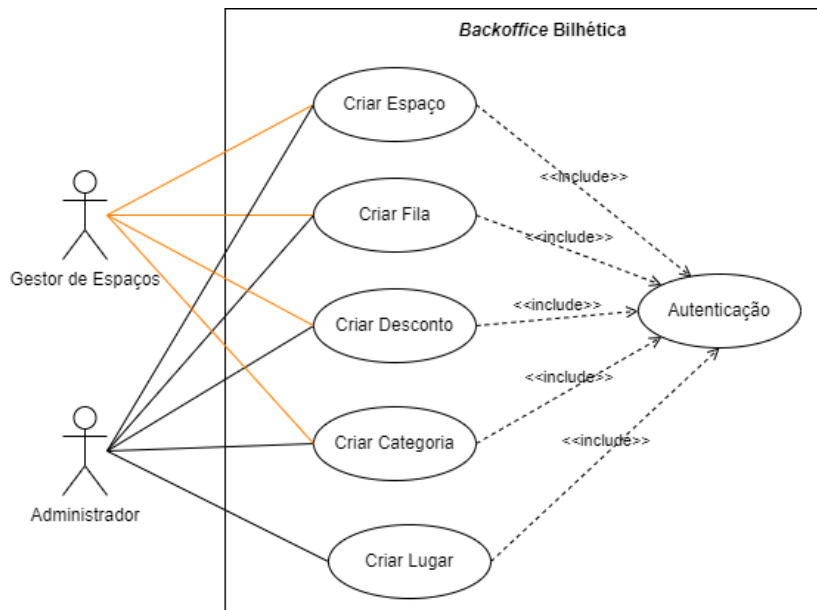 Backoffice Bilhética
Criar Espaço
<<include>>
Criar Fila
<<include>>
Gestor de Espaços
<<include>>
Autenticação
Criar Desconto
<<include>>
Criar Categoria
<<include>>
Administrador
Criar Lugar